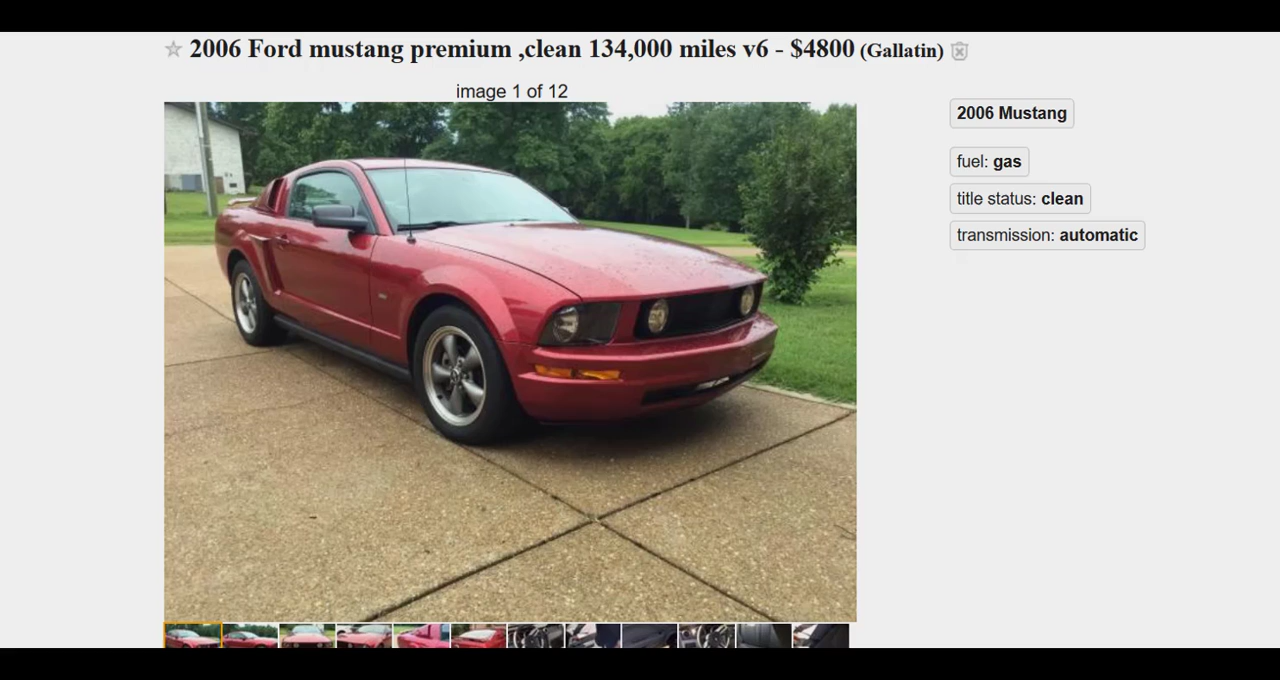 ☆ 2006 Ford mustang premium ,clean 134,000 miles v6 - $4800 (Gallatin)
image 1 of 12
2006 Mustang
fuel: gas
title status: clean
transmission: automatic